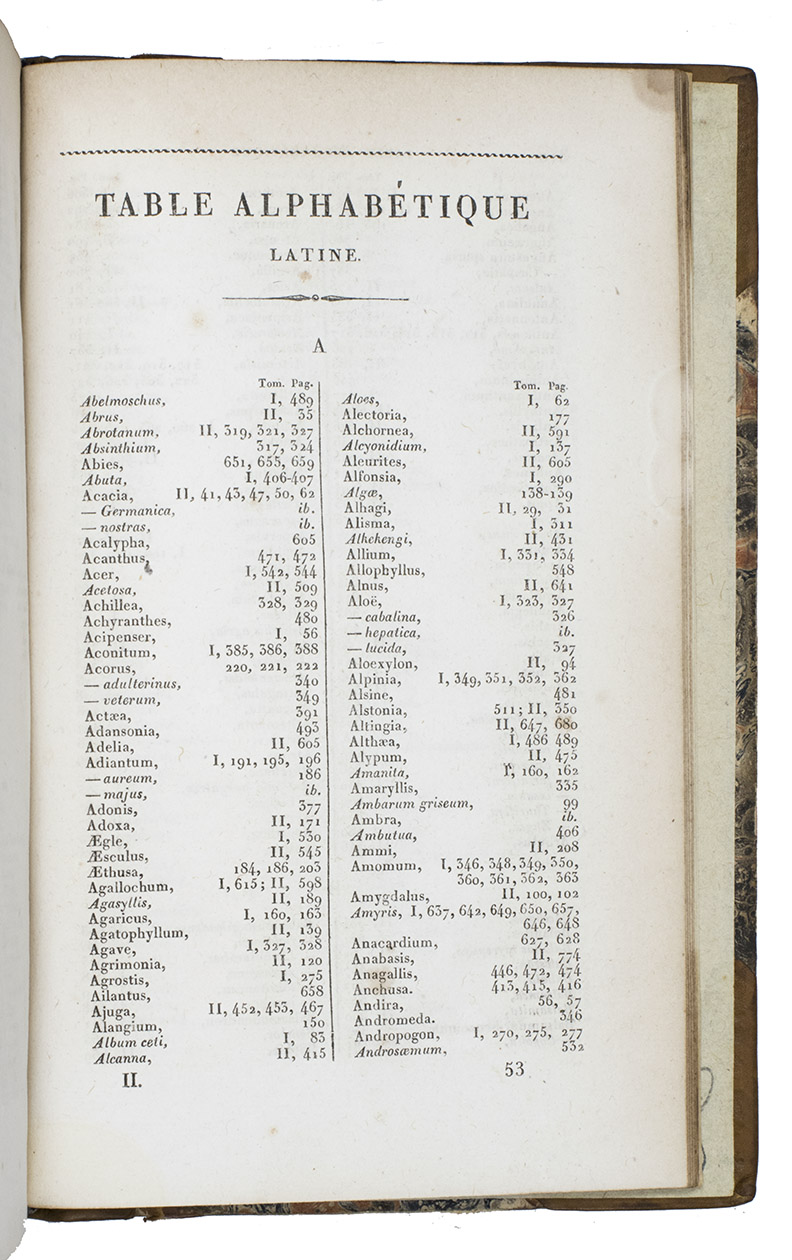 TABLE ALPHABÉTIQUE
LATINE.
A
Tom. Pag.
Abelmoschus, I, 489
Abrus, II, 35
Abrotanum, II, 319, 321, 327
Absinthium, 317, 324
Abies, 651, 655, 659
Abuta, I, 406-407
Acacia, II, 41, 43, 47, 50, 62
— Germanica, ib.
— nostras, ib.
Acalypha, 605
Acanthus, 471, 472
Acer, I, 542, 544
Acetosa, II, 509
Achillea, 328, 329
Achyranthes, 480
Acipenser, I, 56
Aconitum, I, 385, 386, 388
Acorus, 220, 221, 222
— adulterinus, 340
— veterum, 349
Actæa, 391
Adansonia, 493
Adelia, II, 605
Adiantum, I, 191, 195, 196
— aureum, 186
— majus, ib.
Adonis, 377
Adoxa, II, 171
Ægle, I, 530
Æsculus, II, 545
Æthusa, 184, 186, 203
Agallochum, I, 615; II, 598
Agasyllis, II, 189
Agaricus, I, 160, 163
Agatophyllum, II, 139
Agave, I, 327, 328
Agrimonia, II, 120
Agrostis, I, 275
Ailantus, 658
Ajuga, II, 452, 453, 467
Alangium, 150
Album ceti, I, 83
Alcanna, II, 415
Tom. Pag.
Aloes, I, 62
Alectoria, 177
Alchornea, II, 591
Alcyonidium, I, 137
Aleurites, II, 605
Alfonsia, I, 290
Algæ, 138-139
Alhagi, II, 29, 31
Alisma, I, 311
Alhchengi, II, 431
Allium, I, 331, 334
Allophyllus, 548
Alnus, II, 641
Aloë, I, 323, 327
— cabalina, 326
— hepatica, ib.
— lucida, 327
Aloexylon, II, 94
Alpinia, I, 349, 351, 352, 362
Alsine, 481
Alstonia, 511; II, 350
Altingia, II, 647, 680
Althæa, I, 486 489
Alypum, II, 475
Amanita, I, 160, 162
Amaryllis, 335
Ambarum griseum, 99
Ambra, ib.
Ambutua, 406
Ammi, II, 208
Amomum, I, 346, 348, 349, 350,
360, 361, 362, 363
Amygdalus, II, 100, 102
Amyris, I, 637, 642, 649, 650, 657,
646, 648
Anacardium, 627, 628
Anabasis, II, 774
Anagallis, 446, 472, 474
Anchusa. 413, 415, 416
Andira, 56, 57
Andromeda. 346
Andropogon, I, 270, 275, 277
Androsæmum, 532
II.
53